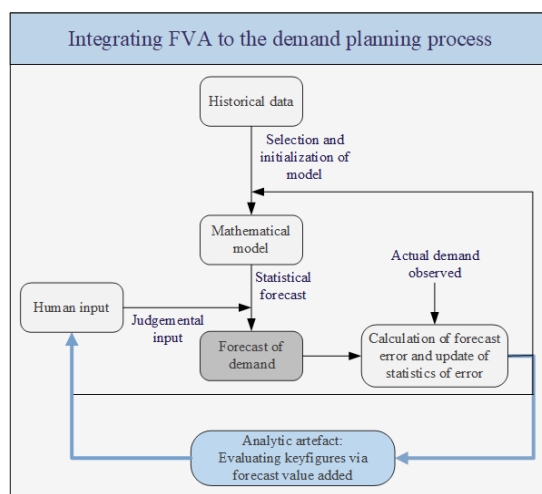 Integrating FVA to the demand planning process
Historical data
Selection and
initialization of
model
Mathematical
model
Actual demand
observed
Statistical
forecast
Human input
Judgemental
input
Forecast of
demand
Calculation of forecast
error and update of
statistics of error
Analytic artefact:
Evaluating keyfigures via
forecast value added